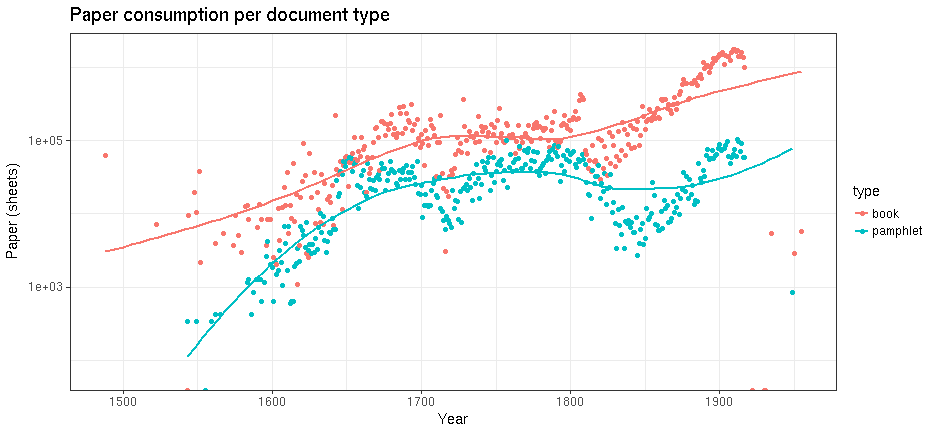 Paper consumption per document type
Paper (sheets)
1e+05
1e+03
1500 1600 1700 1800 1900
Year
type
book
pamphlet